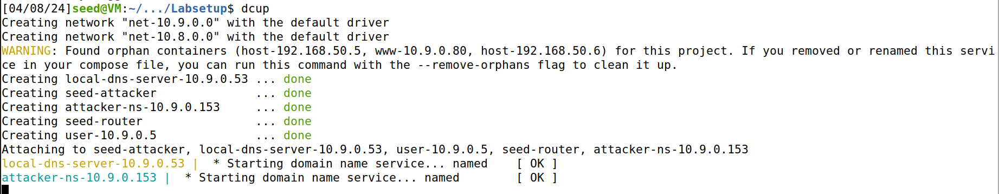 [04/08/24]seed@VM:~/.../Labsetup$ dcup
Creating network "net-10.9.0.0" with the default driver
Creating network "net-10.8.0.0" with the default driver
WARNING: Found orphan containers (host-192.168.50.5, www-10.9.0.80, host-192.168.50.6) for this project. If you removed or renamed this servi
ce in your compose file, you can run this command with the --remove-orphans flag to clean it up.
Creating local-dns-server-10.9.0.53 ... done
Creating seed-attacker              ... done
Creating attacker-ns-10.9.0.153     ... done
Creating seed-router                ... done
Creating user-10.9.0.5              ... done
Attaching to seed-attacker, local-dns-server-10.9.0.53, user-10.9.0.5, seed-router, attacker-ns-10.9.0.153
local-dns-server-10.9.0.53 |  * Starting domain name service... named    [ OK ]
attacker-ns-10.9.0.153 |  * Starting domain name service... named        [ OK ]